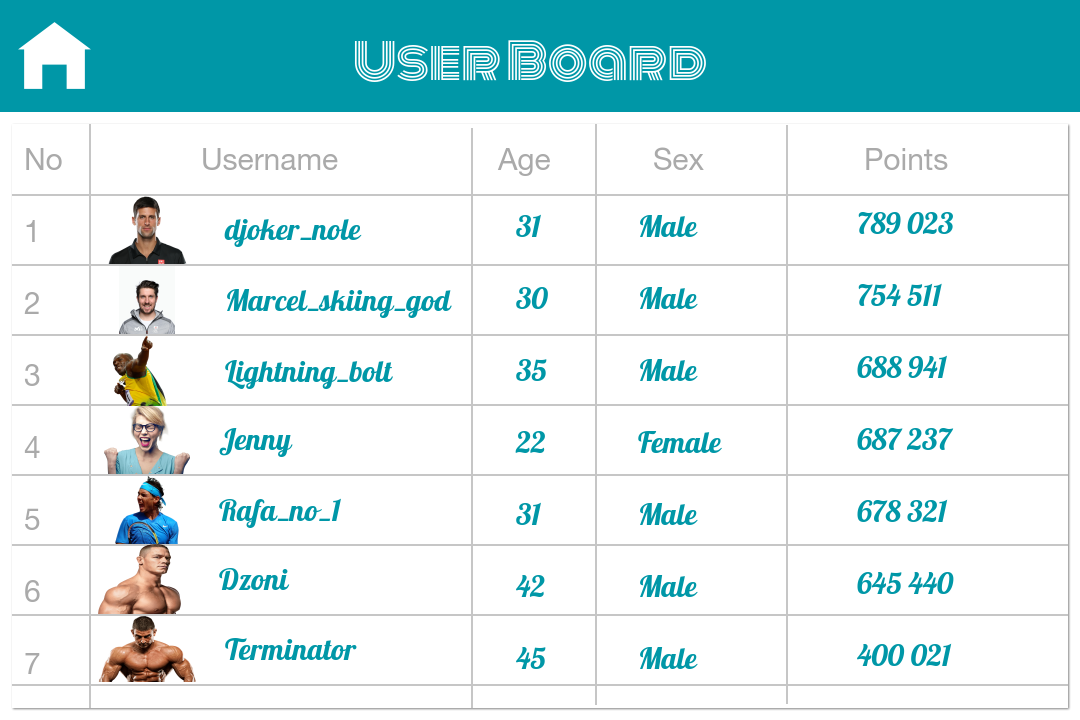 User Board
No Username Age Sex Points
1 djoker_nole 31 Male 789 023
2 Marcel_skiing_god 30 Male 754 511
3 Lightning_bolt 35 Male 688 941
4 Jenny 22 Female 687 237
5 Rafa_no_1 31 Male 678 321
6 Dzoni 42 Male 645 440
7 Terminator 45 Male 400 021